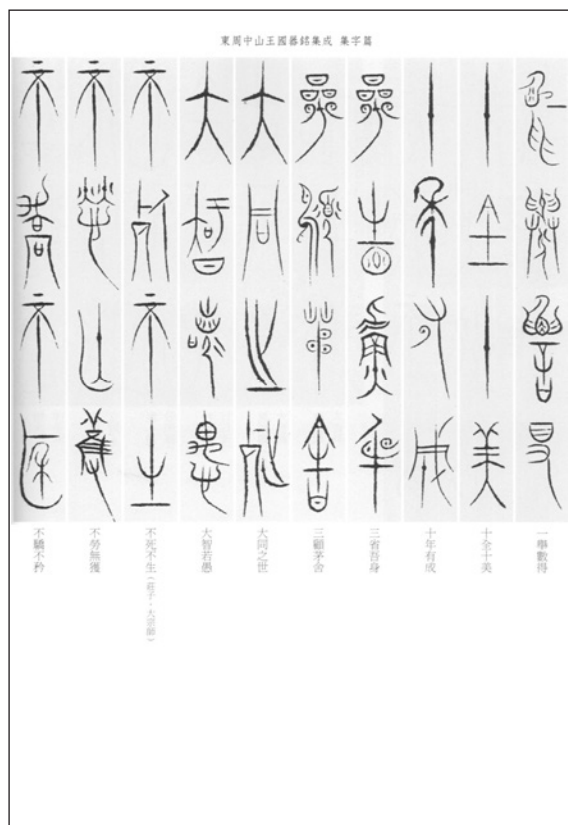 東周中山王國器銘集成 集字篇
一舉數得
十全十美
十年有成
三省吾身
三顧茅舍
大同之世
大智若愚
不死不生（莊子・大宗師）
不勞無獲
不驕不矜